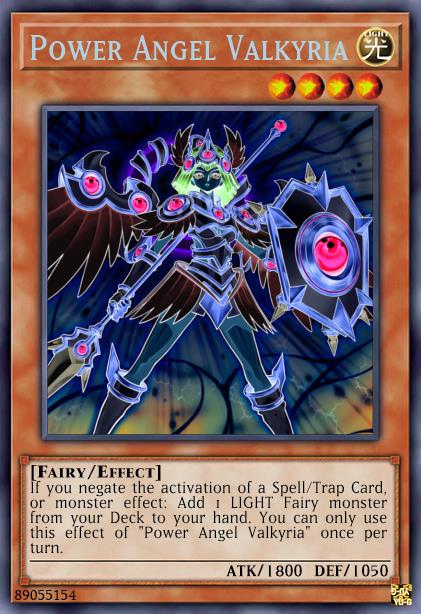 POWER ANGEL VALKYRIA
LIGHT
光
[FAIRY/EFFECT]
If you negate the activation of a Spell/Trap Card,
or monster effect: Add 1 LIGHT Fairy monster
from your Deck to your hand. You can only use
this effect of "Power Angel Valkyria" once per
turn.
ATK/1800 DEF/1050
89055154